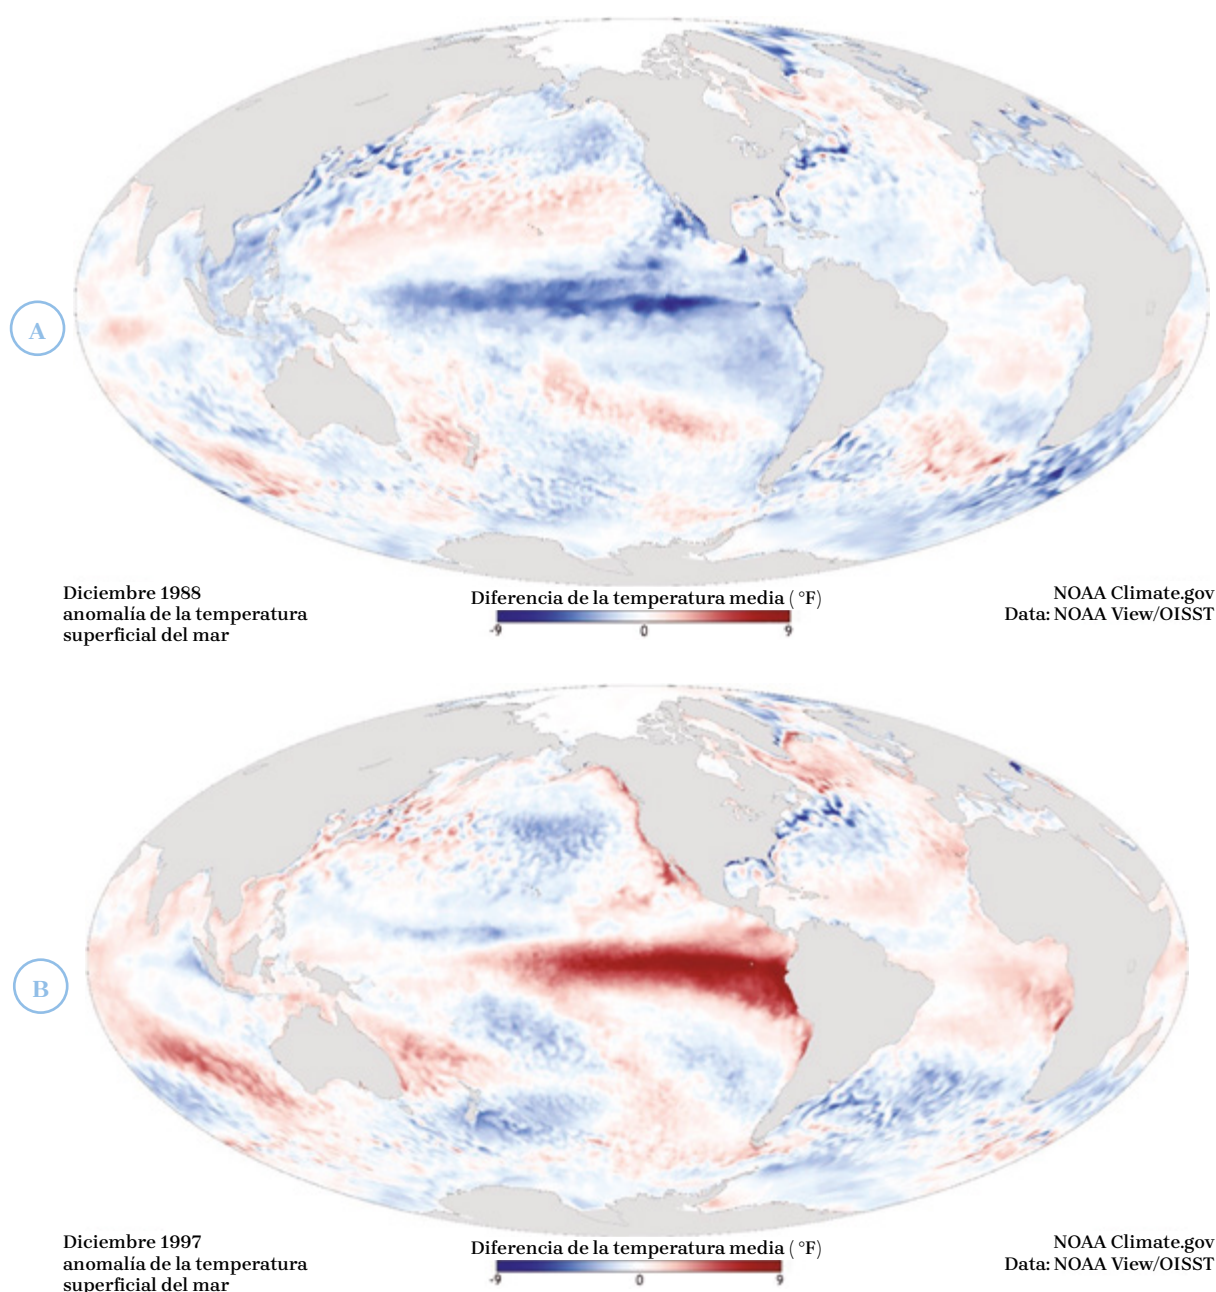 A
Diciembre 1988
anomalía de la temperatura
superficial del mar
Diferencia de la temperatura media ( °F)
-9 0 9
NOAA Climate.gov
Data: NOAA View/OISST
B
Diciembre 1997
anomalía de la temperatura
superficial del mar
Diferencia de la temperatura media ( °F)
-9 0 9
NOAA Climate.gov
Data: NOAA View/OISST